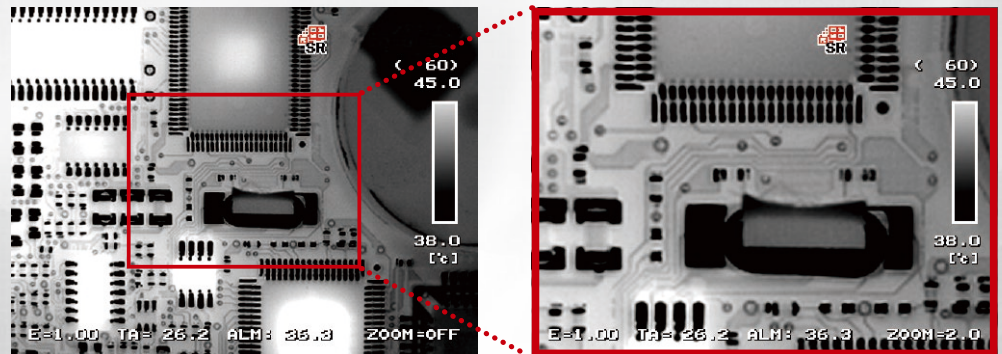 SR
( 60)
45.0
38.0
[℃]
E=1.00 TA= 26.2 ALM: 36.3 ZOOM=OFF
SR
( 60)
45.0
38.0
[℃]
E=1.00 TA= 26.2 ALM: 36.3 ZOOM=2.0